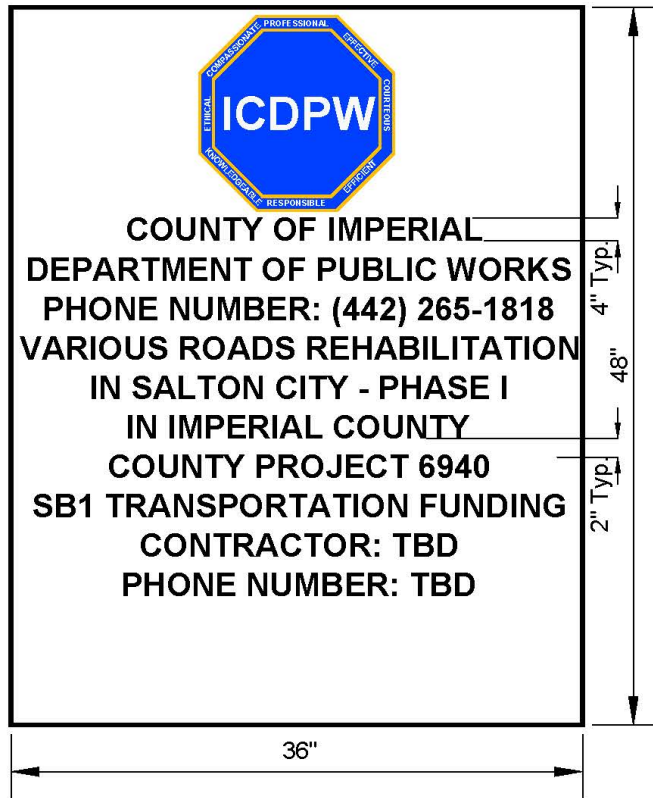 PROFESSIONAL
COMPASSIONATE
EFFECTIVE
ETHICAL
ICDPW
COURTEOUS
KNOWLEDGEABLE
EFFICIENT
RESPONSIBLE
COUNTY OF IMPERIAL
DEPARTMENT OF PUBLIC WORKS
PHONE NUMBER: (442) 265-1818
VARIOUS ROADS REHABILITATION
IN SALTON CITY - PHASE I
IN IMPERIAL COUNTY
COUNTY PROJECT 6940
SB1 TRANSPORTATION FUNDING
CONTRACTOR: TBD
PHONE NUMBER: TBD
4" Typ.
48"
2" Typ.
36"